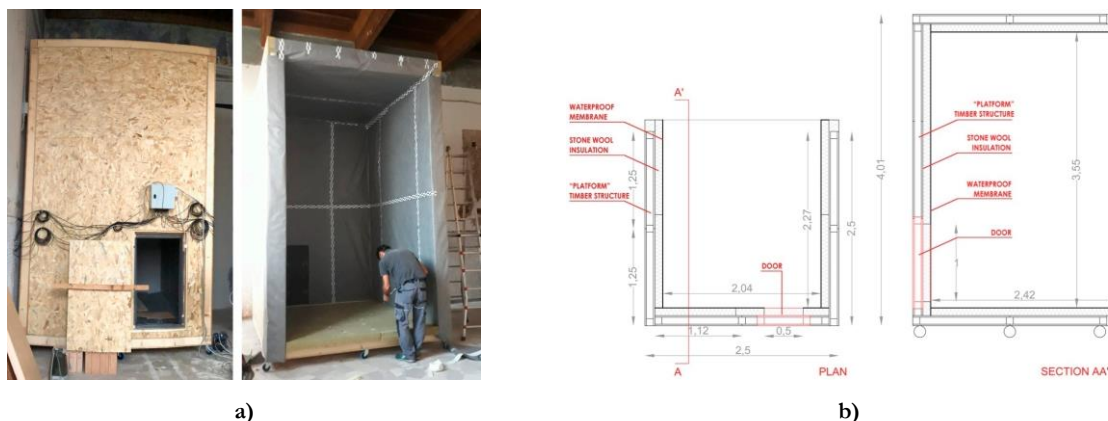 A'
WATERPROOF
MEMBRANE
STONE WOOL
INSULATION
"PLATFORM"
TIMBER STRUCTURE
1,25
1,25
2,27
2,5
DOOR
2,04
1,12
0,5
2,5
A
PLAN
4,01
"PLATFORM"
TIMBER STRUCTURE
STONE WOOL
INSULATION
WATERPROOF
MEMBRANE
DOOR
3,55
1
2,42
SECTION AA'
a)
b)